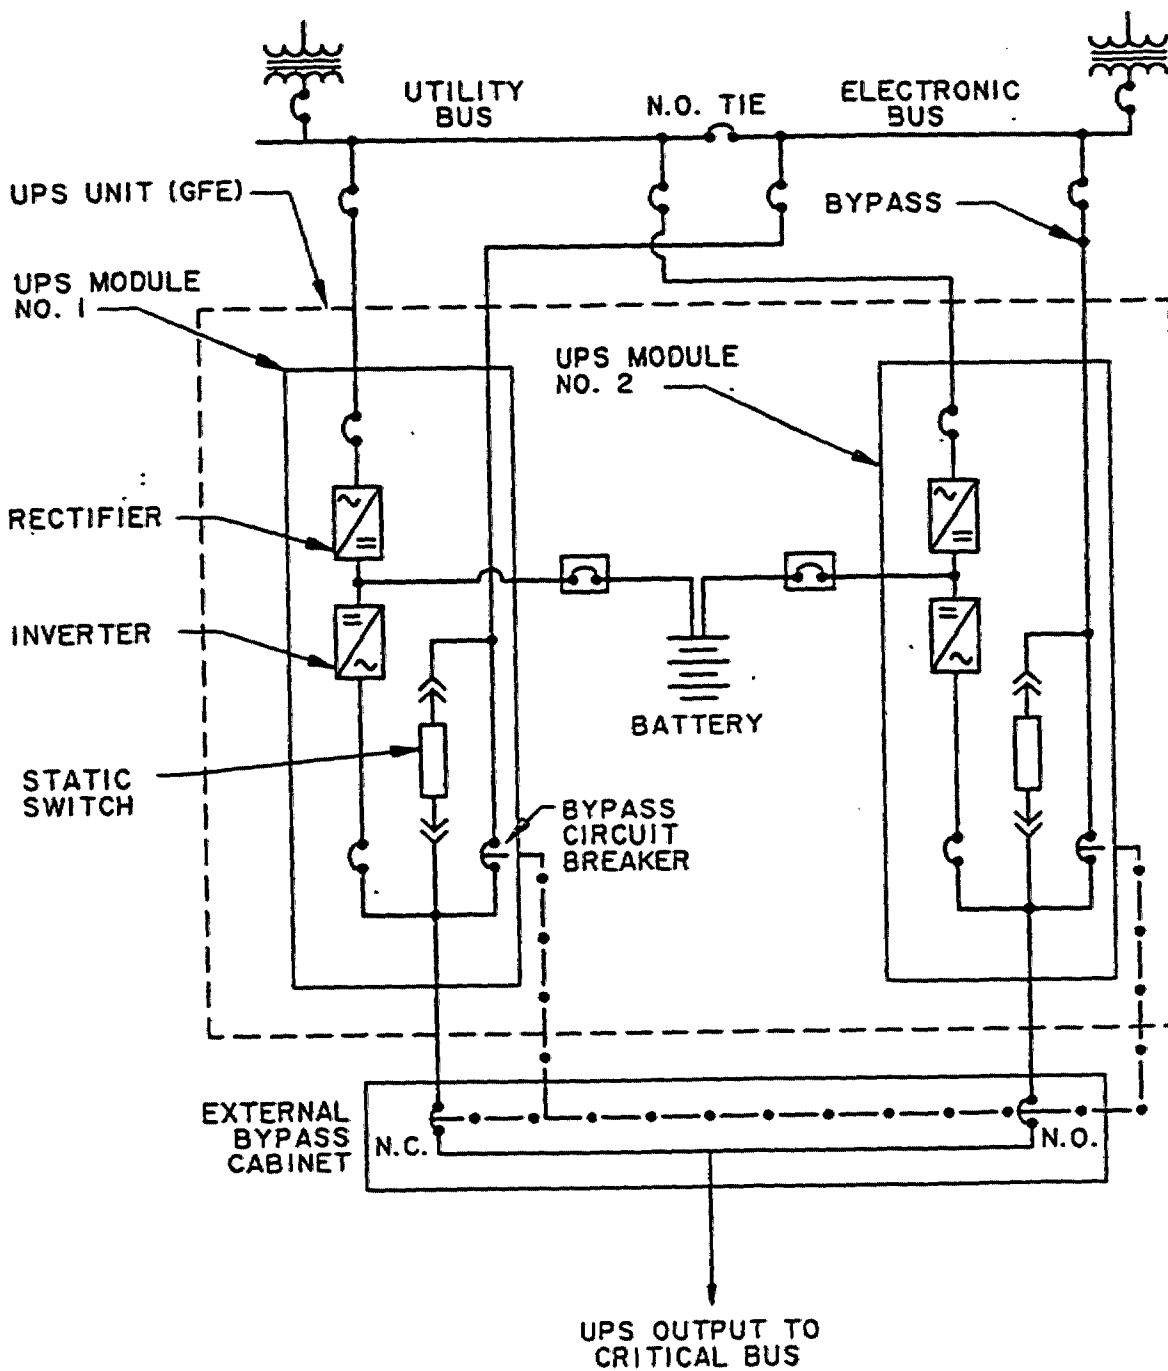 UTILITY
BUS
N.O. TIE
ELECTRONIC
BUS
UPS UNIT (GFE)
BYPASS
UPS MODULE
NO. 1
UPS MODULE
NO. 2
RECTIFIER
INVERTER
BATTERY
STATIC
SWITCH
BYPASS
CIRCUIT
BREAKER
EXTERNAL
BYPASS
CABINET
N.C.
N.O.
UPS OUTPUT TO
CRITICAL BUS